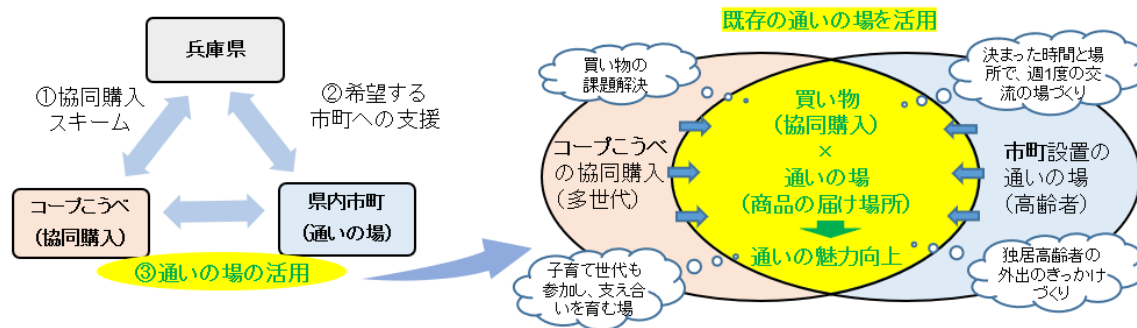 兵庫県
①協同購入
スキーム
②希望する
市町への支援
コープこうべ
(協同購入)
県内市町
(通いの場)
③通いの場の活用
既存の通いの場を活用
買い物の
課題解決
決まった時間と場
所で、週1度の交
流の場づくり
コープこうべ
の協同購入
(多世代)
買い物
(協同購入)
×
通いの場
(商品の届け場所)
通いの魅力向上
市町設置の
通いの場
(高齢者)
子育て世代も
参加し、支え合
いを育む場
独居高齢者の
外出のきっかけ
づくり